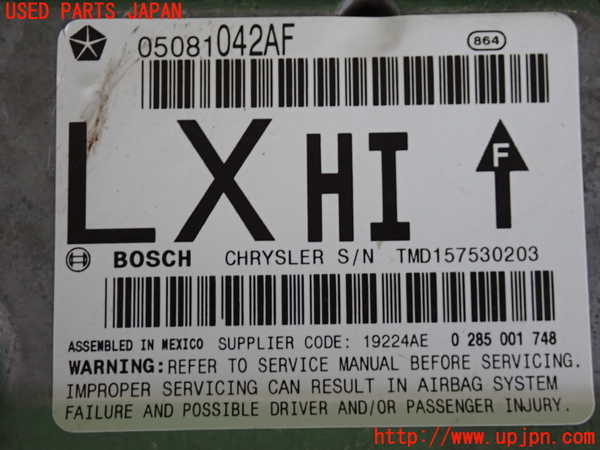 USED PARTS JAPAN
05081042AF
864
LX HI F
BOSCH CHRYSLER S/N TMD157530203
ASSEMBLED IN MEXICO SUPPLIER CODE: 19224AE 0 285 001 748
WARNING: REFER TO SERVICE MANUAL BEFORE SERVICING.
IMPROPER SERVICING CAN RESULT IN AIRBAG SYSTEM
FAILURE AND POSSIBLE DRIVER AND/OR PASSENGER INJURY.
http://www.upjpn.com/